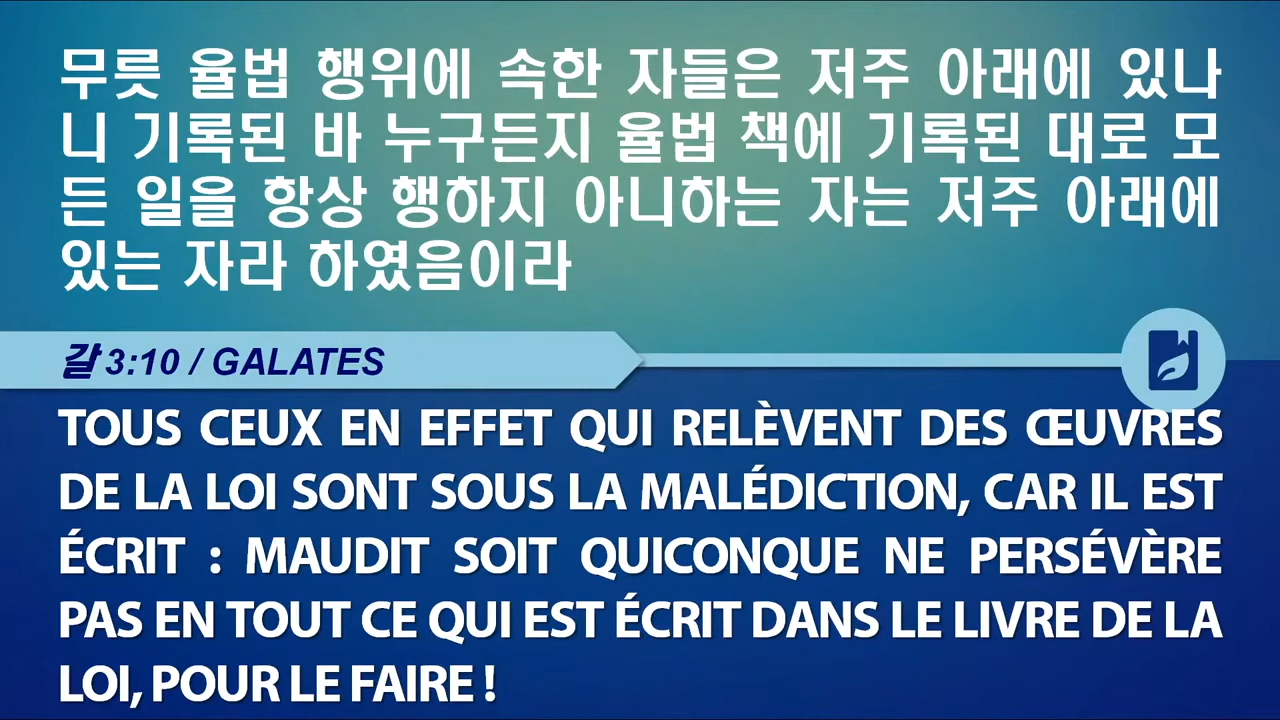 무릇 율법 행위에 속한 자들은 저주 아래에 있나
니 기록된 바 누구든지 율법 책에 기록된 대로 모
든 일을 항상 행하지 아니하는 자는 저주 아래에
있는 자라 하였음이라
갈 3:10 / GALATES
TOUS CEUX EN EFFET QUI RELÈVENT DES ŒUVRES
DE LA LOI SONT SOUS LA MALÉDICTION, CAR IL EST
ÉCRIT : MAUDIT SOIT QUICONQUE NE PERSÉVÈRE
PAS EN TOUT CE QUI EST ÉCRIT DANS LE LIVRE DE LA
LOI, POUR LE FAIRE !